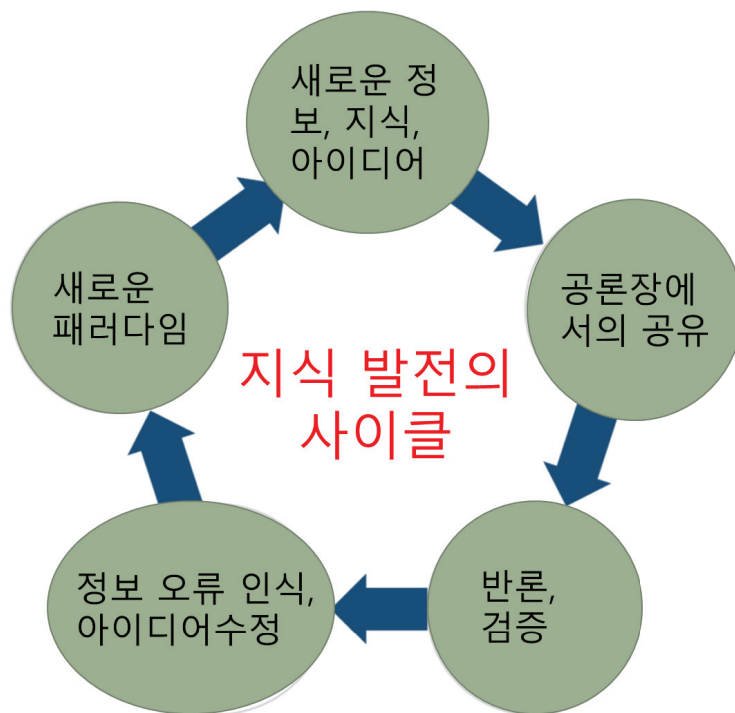 새로운 정
보, 지식,
아이디어
공론장에
서의 공유
반론,
검증
정보 오류 인식,
아이디어수정
새로운
패러다임
지식 발전의
사이클